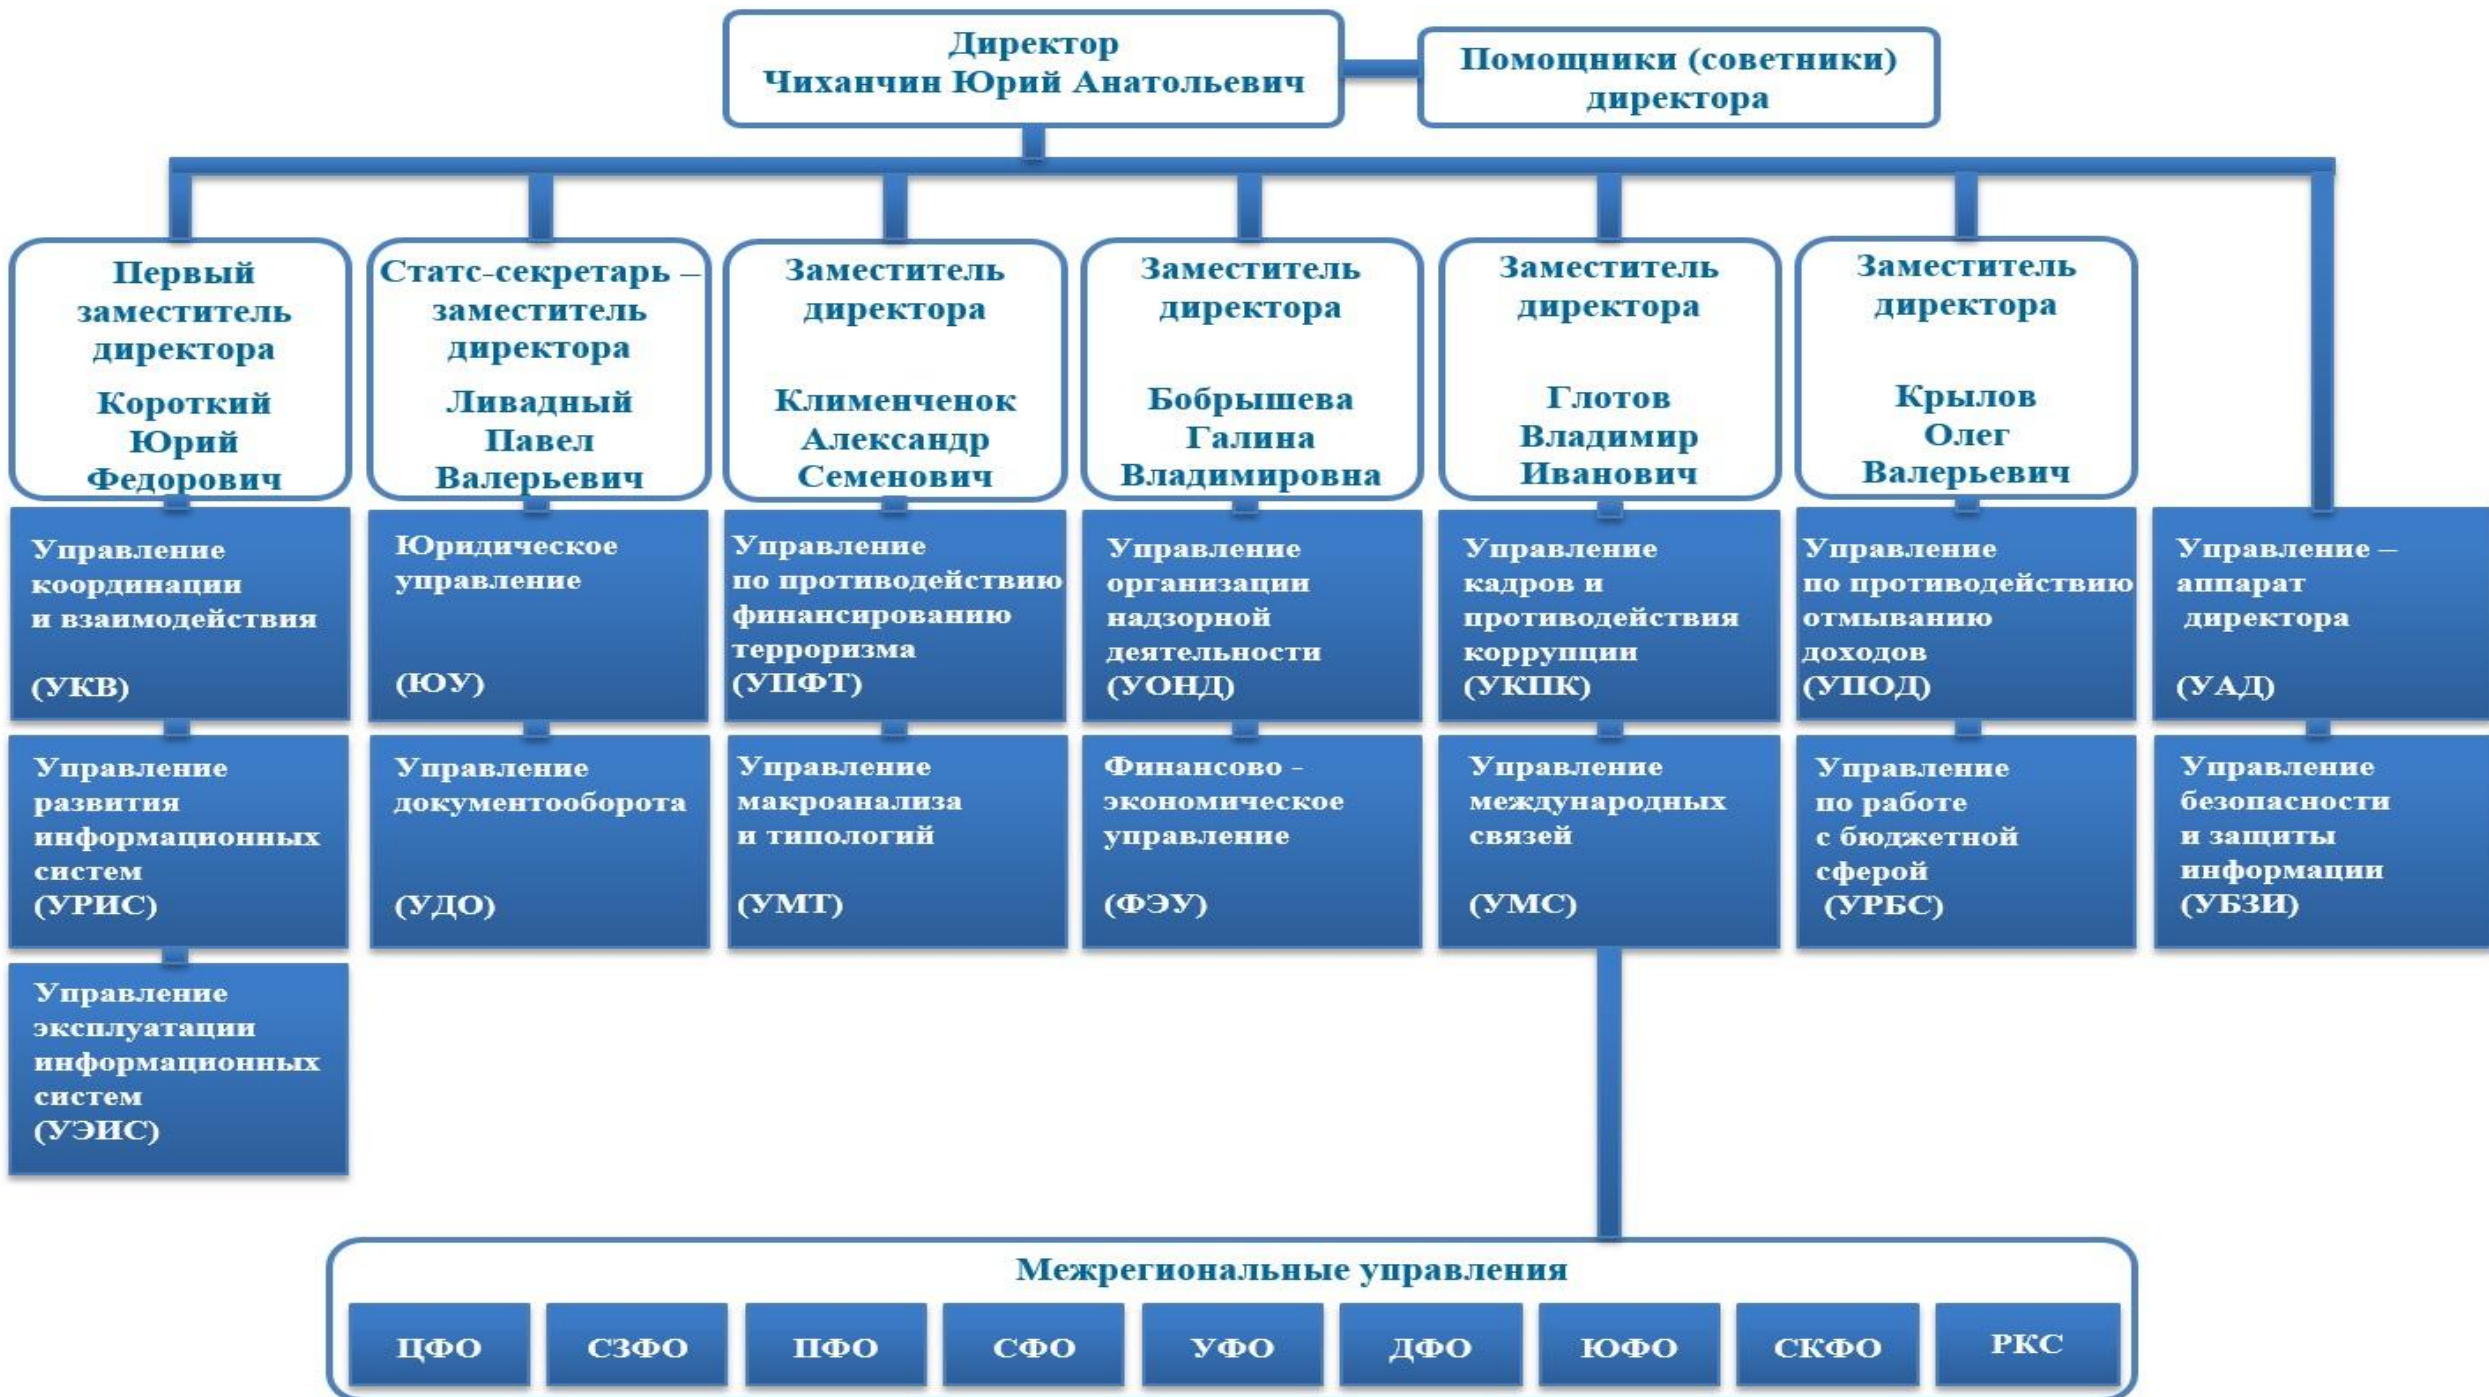 Директор
Чиханчин Юрий Анатольевич
Помощники (советники)
директора
Первый
заместитель
директора
Короткий
Юрий
Федорович
Статс-секретарь –
заместитель
директора
Ливадный
Павел
Валерьевич
Заместитель
директора
Клименченок
Александр
Семенович
Заместитель
директора
Бобрышева
Галина
Владимировна
Заместитель
директора
Глотов
Владимир
Иванович
Заместитель
директора
Крылов
Олег
Валерьевич
Управление
координации
и взаимодействия
(УКВ)
Юридическое
управление
(ЮУ)
Управление
по противодействию
финансированию
терроризма
(УПФТ)
Управление
организации
надзорной
деятельности
(УОНД)
Управление
кадров и
противодействия
коррупции
(УКПК)
Управление
по противодействию
отмыванию
доходов
(УПОД)
Управление –
аппарат
директора
(УАД)
Управление
развития
информационных
систем
(УРИС)
Управление
документооборота
(УДО)
Управление
макроанализа
и типологий
(УМТ)
Финансово -
экономическое
управление
(ФЭУ)
Управление
международных
связей
(УМС)
Управление
по работе
с бюджетной
сферой
(УРБС)
Управление
безопасности
и защиты
информации
(УБЗИ)
Управление
эксплуатации
информационных
систем
(УЭИС)
Межрегиональные управления
ЦФО
СЗФО
ПФО
СФО
УФО
ДФО
ЮФО
СКФО
РКС